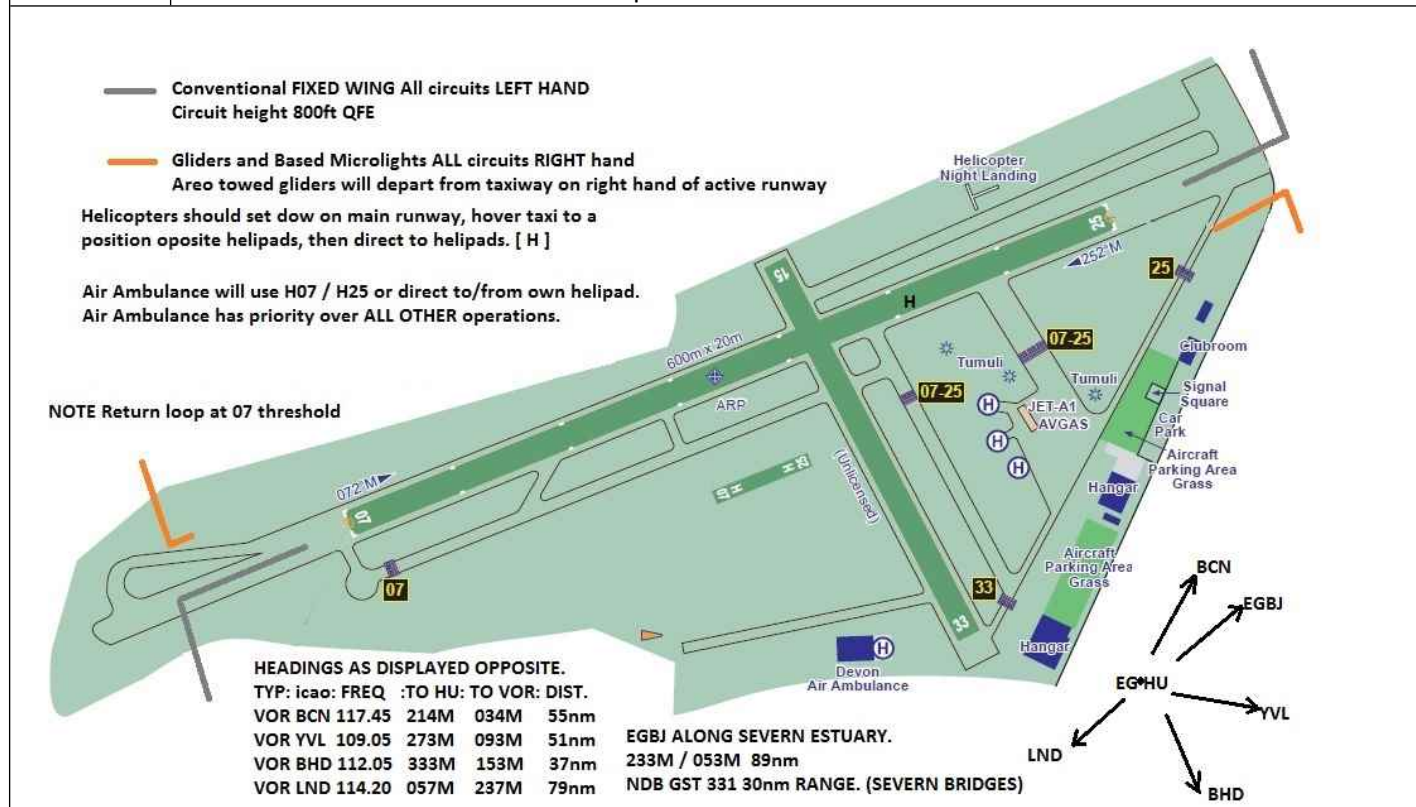 Conventional FIXED WING All circuits LEFT HAND
Circuit height 800ft QFE
Gliders and Based Microlights ALL circuits RIGHT hand
Areo towed gliders will depart from taxiway on right hand of active runway
Helicopters should set dow on main runway, hover taxi to a
position oposite helipads, then direct to helipads. [ H ]
Air Ambulance will use H07 / H25 or direct to/from own helipad.
Air Ambulance has priority over ALL OTHER operations.
NOTE Return loop at 07 threshold
Helicopter
Night Landing
25
252°M
15
H
25
600m x 20m
07-25
Clubroom
Tumuli
Tumuli
Signal
Square
07-25
ARP
H
JET-A1
AVGAS
Car
Park
H
H
Aircraft
Parking Area
Grass
(Unlicensed)
Hangar
H 25
07 H
072°M
07
07
Aircraft
Parking Area
Grass
33
33
Hangar
H
Devon
Air Ambulance
BCN
EGBJ
EG HU
YVL
LND
BHD
HEADINGS AS DISPLAYED OPPOSITE.
TYP: icao: FREQ :TO HU: TO VOR: DIST.
VOR BCN 117.45 214M 034M 55nm
VOR YVL 109.05 273M 093M 51nm
VOR BHD 112.05 333M 153M 37nm
VOR LND 114.20 057M 237M 79nm
EGBJ ALONG SEVERN ESTUARY.
233M / 053M 89nm
NDB GST 331 30nm RANGE. (SEVERN BRIDGES)